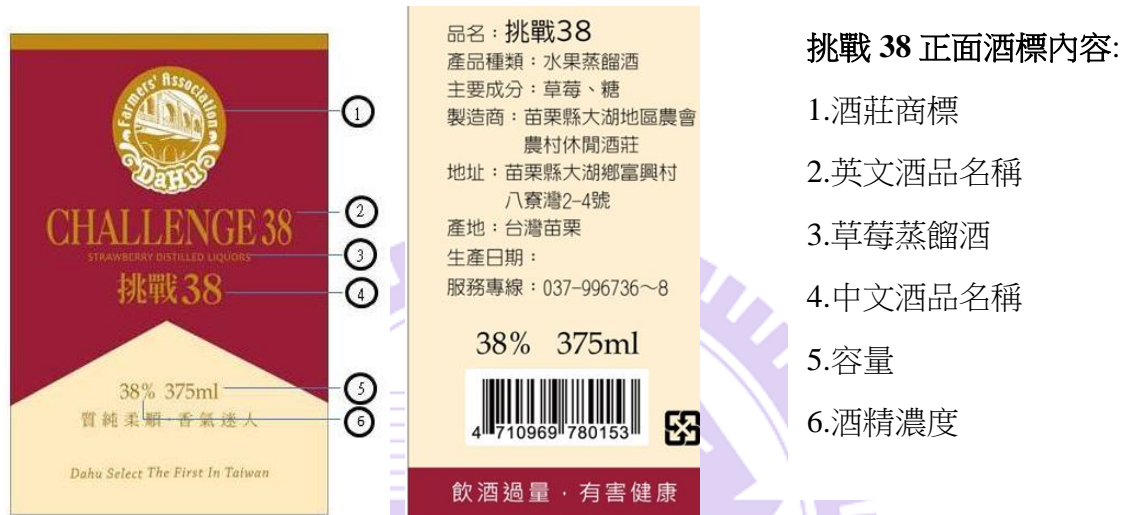 Farmers' Association
DaHu
CHALLENGE 38
STRAWBERRY DISTILLED LIQUORS
挑戰38
38% 375ml
質純柔順·香氣迷人
Dahu Select The First In Taiwan
1
2
3
4
5
6
品名：挑戰38
產品種類：水果蒸餾酒
主要成分：草莓、糖
製造商：苗栗縣大湖地區農會
農村休閒酒莊
地址：苗栗縣大湖鄉富興村
八寮灣2-4號
產地：台灣苗栗
生產日期：
服務專線：037-996736～8
38% 375ml
4 710969 780153
飲酒過量·有害健康
挑戰 38 正面酒標內容:
1.酒莊商標
2.英文酒品名稱
3.草莓蒸餾酒
4.中文酒品名稱
5.容量
6.酒精濃度